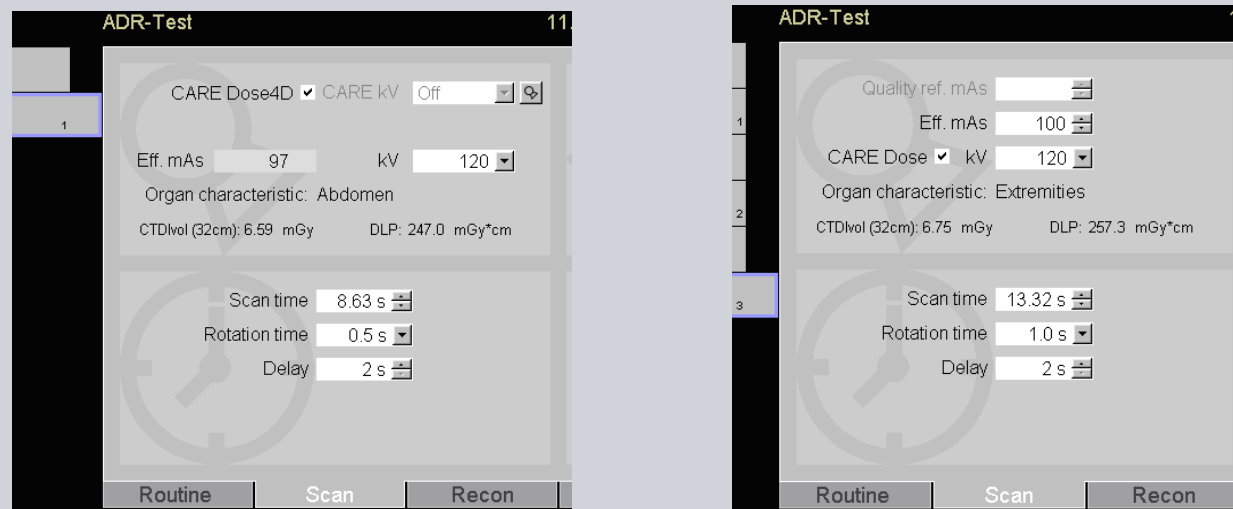 ADR-Test 11.
CARE Dose4D CARE kV Off
1
Eff. mAs 97 kV 120
Organ characteristic: Abdomen
CTDIvol (32cm): 6.59 mGy DLP: 247.0 mGy*cm
Scan time 8.63 s
Rotation time 0.5 s
Delay 2 s
Routine Scan Recon
ADR-Test 1
Quality ref. mAs
1
Eff. mAs 100
CARE Dose kV 120
Organ characteristic: Extremities
2
CTDIvol (32cm): 6.75 mGy DLP: 257.3 mGy*cm
3
Scan time 13.32 s
Rotation time 1.0 s
Delay 2 s
Routine Scan Recon